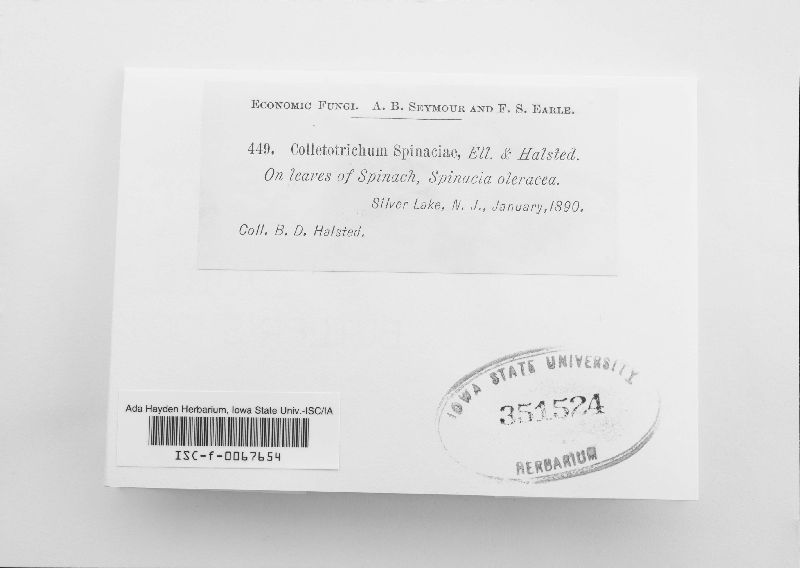 Economic Fungi. A. B. Seymour and F. S. Earle.
449. Colletotrichum Spinaciae, Ell. & Halsted.
On leaves of Spinach, Spinacia oleracea.
Silver Lake, N. J., January, 1890.
Coll. B. D. Halsted.
IOWA STATE UNIVERSITY
351524
HERBARIUM
Ada Hayden Herbarium, Iowa State Univ.-ISC/IA
ISC-f-0067654